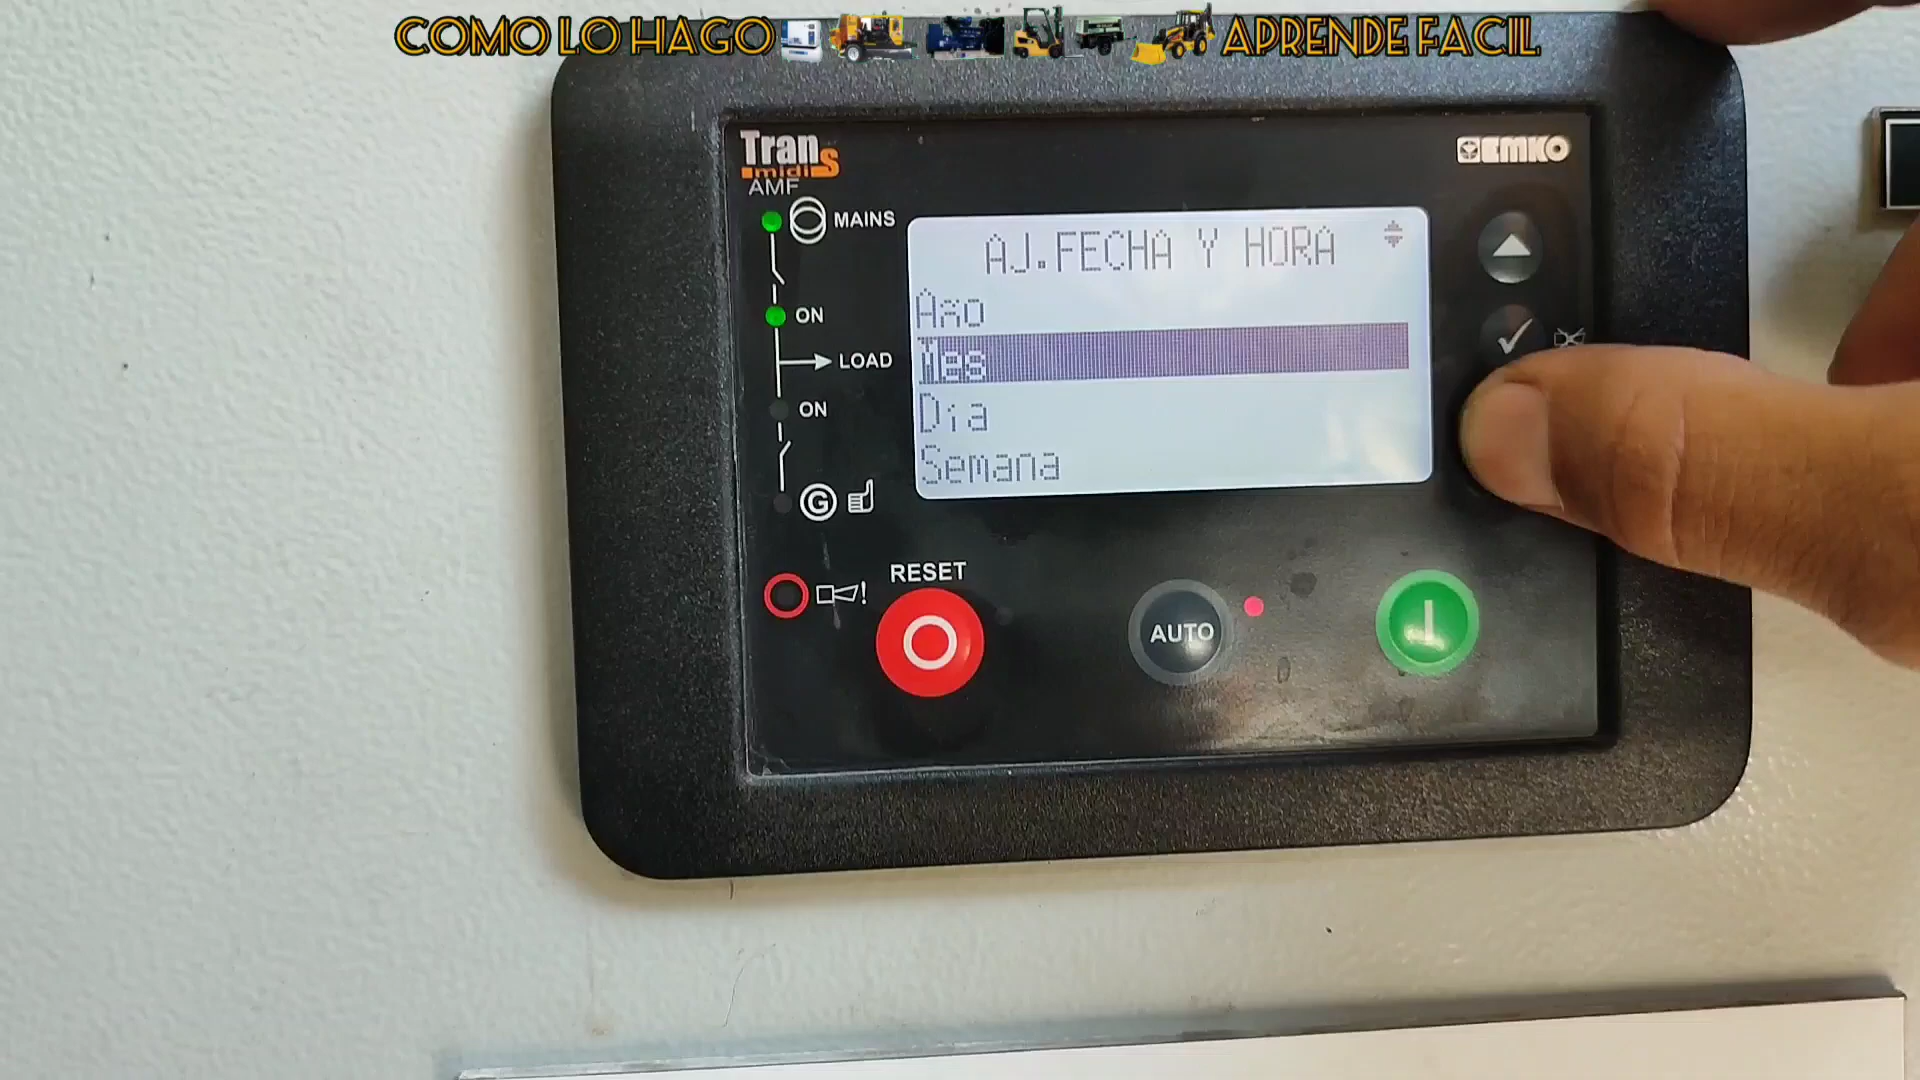 COMO LO HAGO APRENDE FACIL
Trans
midi
AMF
EMKO
MAINS
ON
LOAD
ON
G
AJ.FECHA Y HORA
Año
Mes
Día
Semana
RESET
AUTO